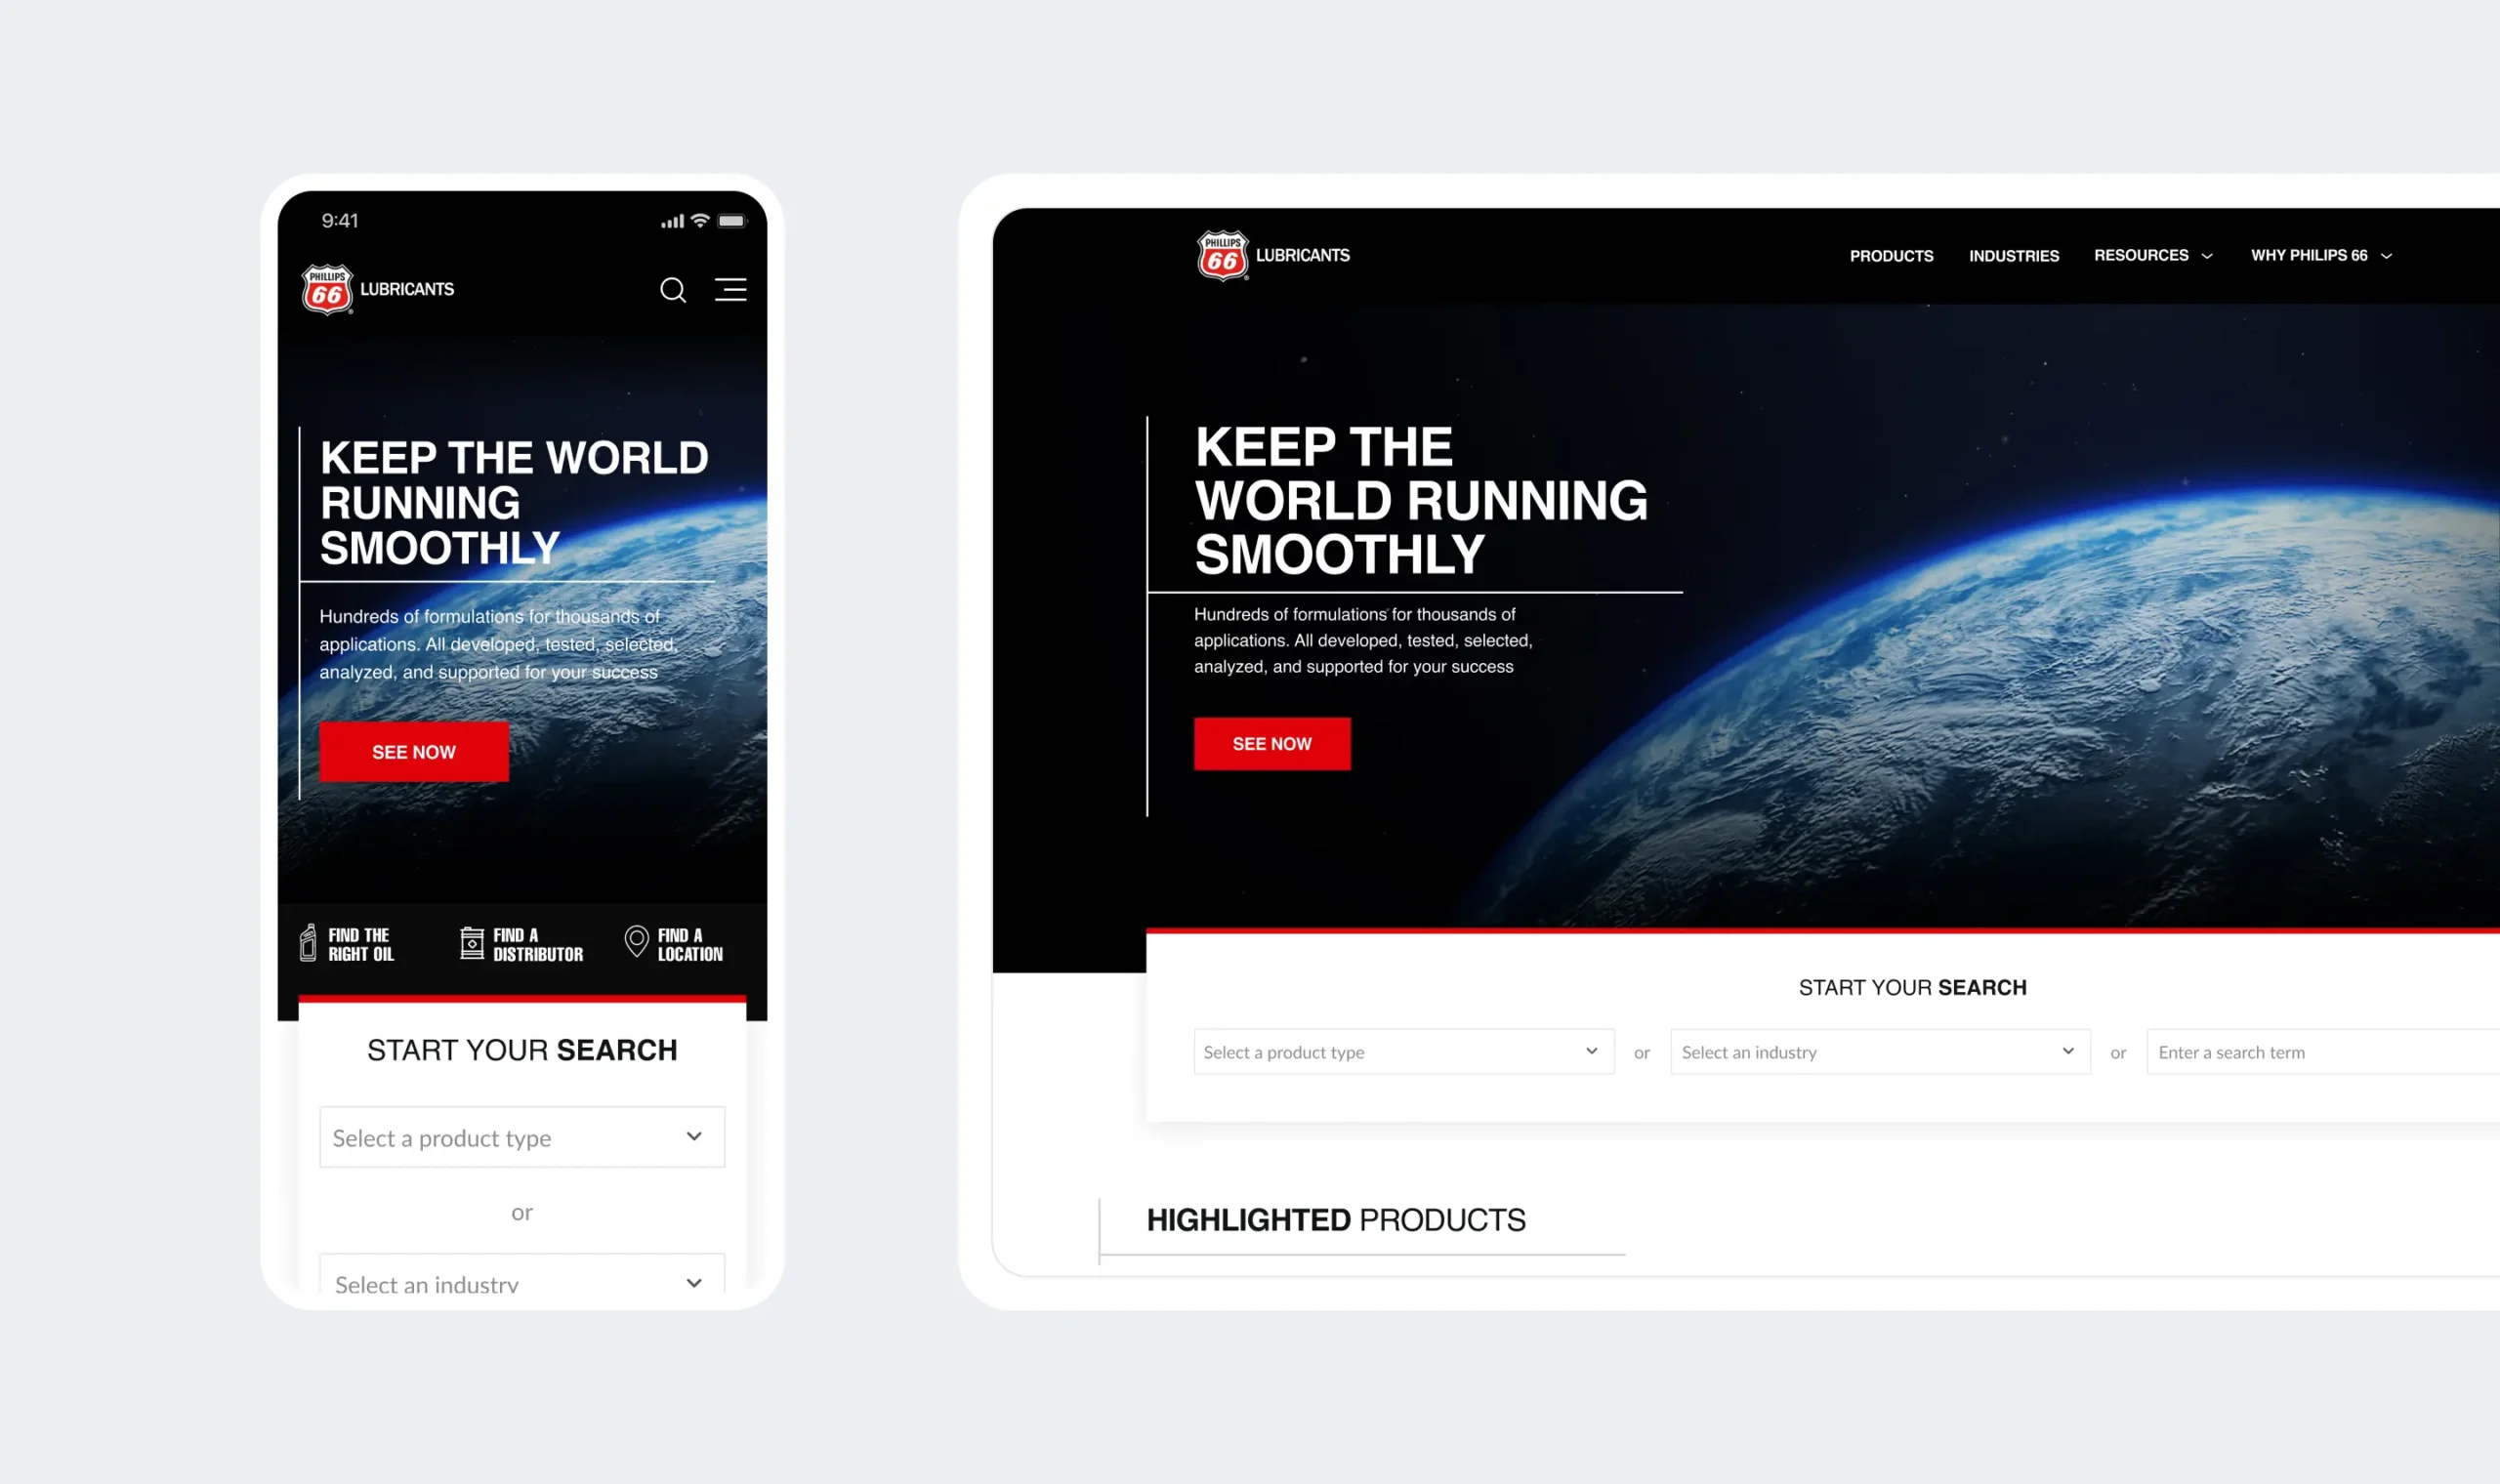 9:41
PHILLIPS
66
LUBRICANTS
KEEP THE WORLD
RUNNING
SMOOTHLY
Hundreds of formulations for thousands of
applications. All developed, tested, selected,
analyzed, and supported for your success
SEE NOW
FIND THE
RIGHT OIL
FIND A
DISTRIBUTOR
FIND A
LOCATION
START YOUR SEARCH
Select a product type
or
Select an industry
PHILLIPS
66
LUBRICANTS
PRODUCTS
INDUSTRIES
RESOURCES
WHY PHILIPS 66
KEEP THE
WORLD RUNNING
SMOOTHLY
Hundreds of formulations for thousands of
applications. All developed, tested, selected,
analyzed, and supported for your success
SEE NOW
START YOUR SEARCH
Select a product type
or
Select an industry
or
Enter a search term
HIGHLIGHTED PRODUCTS